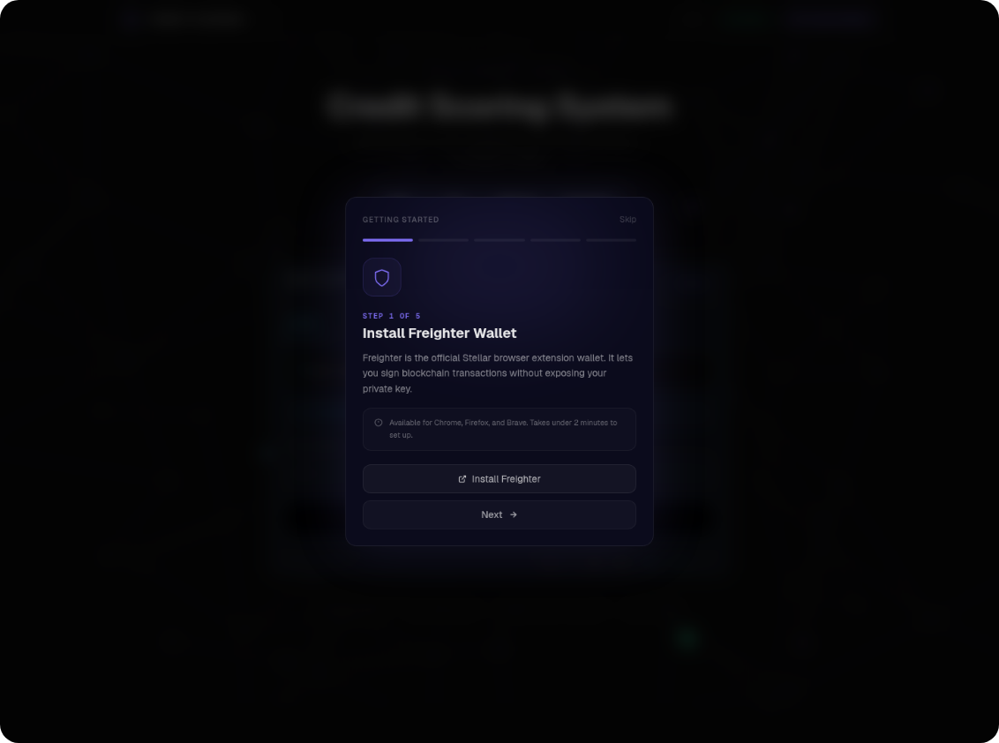 Credit Scoring System
GETTING STARTED
Skip
STEP 1 OF 5
Install Freighter Wallet
Freighter is the official Stellar browser extension wallet. It lets
you sign blockchain transactions without exposing your
private key.
Available for Chrome, Firefox, and Brave. Takes under 2 minutes to
set up.
Install Freighter
Next